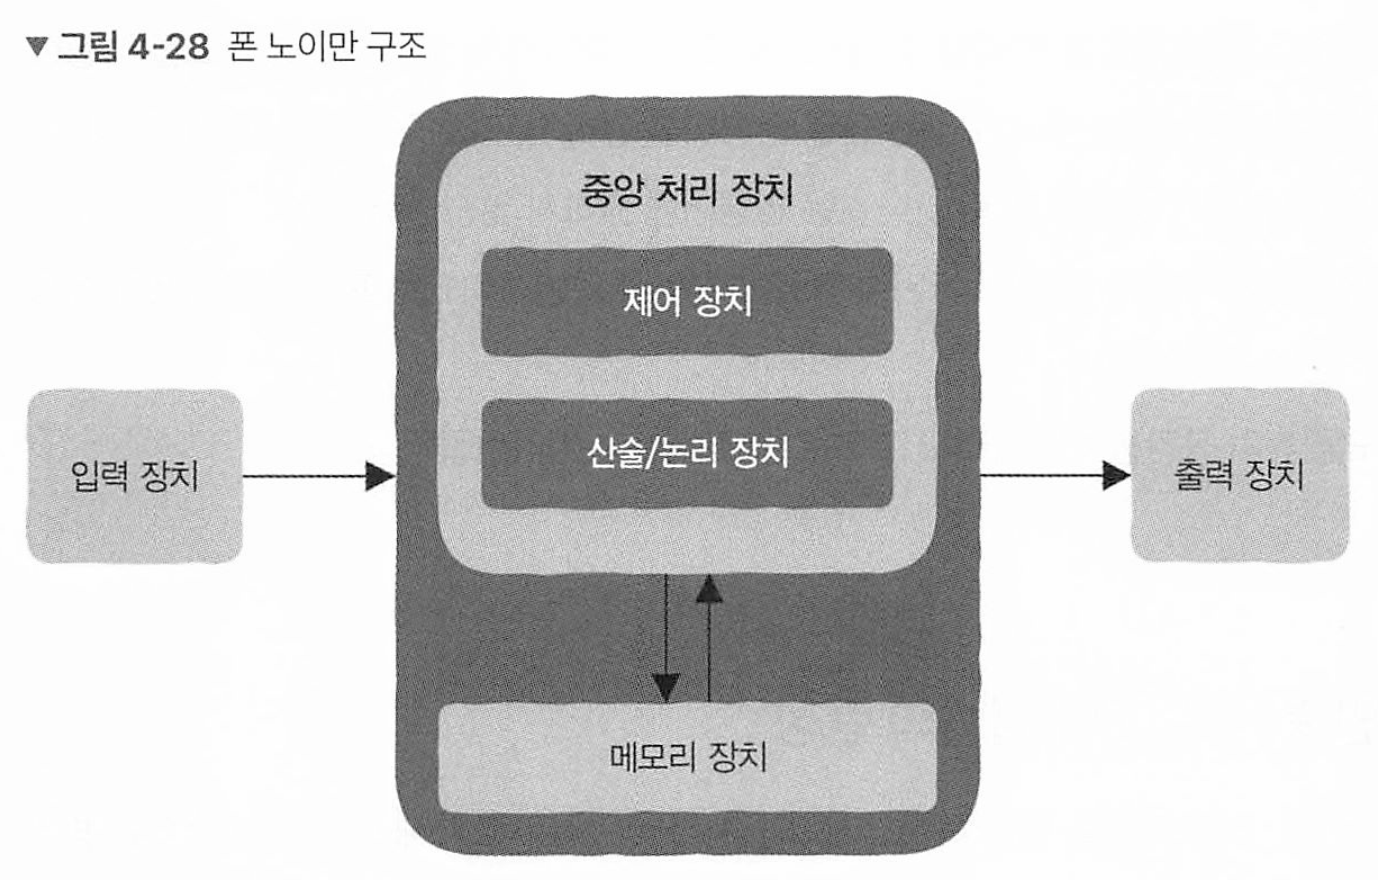 ▼ 그림 4-28 폰 노이만 구조
중앙 처리 장치
제어 장치
산술/논리 장치
입력 장치
출력 장치
메모리 장치